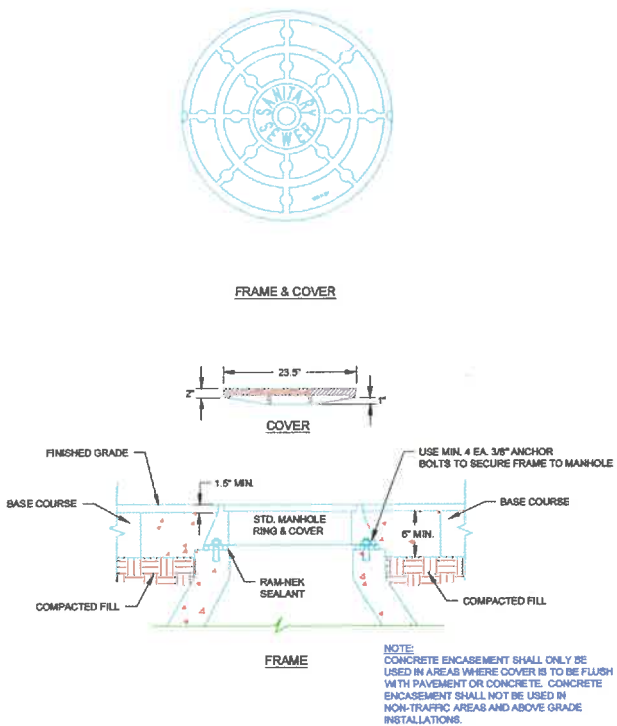 SANITARY
SEWER
FRAME & COVER
23.5"
2"
1"
COVER
FINISHED GRADE
USE MIN. 4 EA. 3/8" ANCHOR
BOLTS TO SECURE FRAME TO MANHOLE
1.5" MIN.
BASE COURSE
BASE COURSE
STD. MANHOLE
RING & COVER
6" MIN.
RAM-NEK
SEALANT
COMPACTED FILL
COMPACTED FILL
FRAME
NOTE:
CONCRETE ENCASEMENT SHALL ONLY BE
USED IN AREAS WHERE COVER IS TO BE FLUSH
WITH PAVEMENT OR CONCRETE. CONCRETE
ENCASEMENT SHALL NOT BE USED IN
NON-TRAFFIC AREAS AND ABOVE GRADE
INSTALLATIONS.